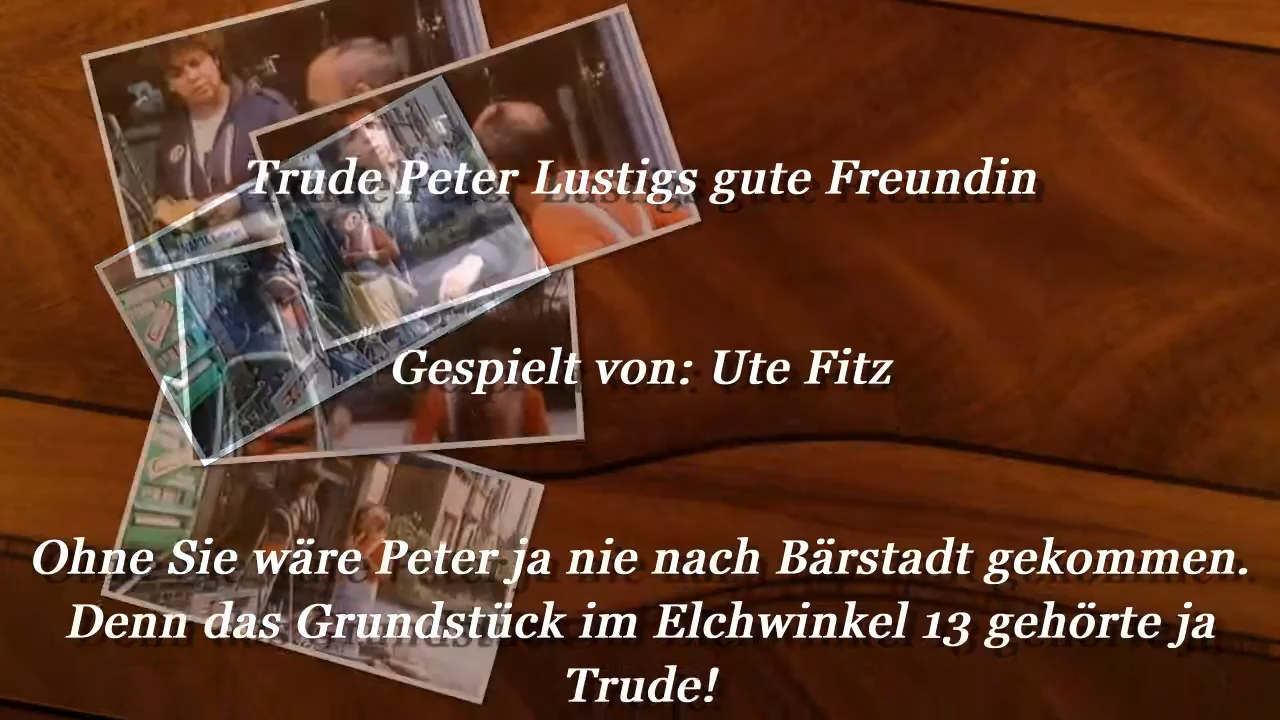 Trude Peter Lustigs gute Freundin
Gespielt von: Ute Fitz
Ohne Sie wäre Peter ja nie nach Bärstadt gekommen.
Denn das Grundstück im Elchwinkel 13 gehörte ja
Trude!